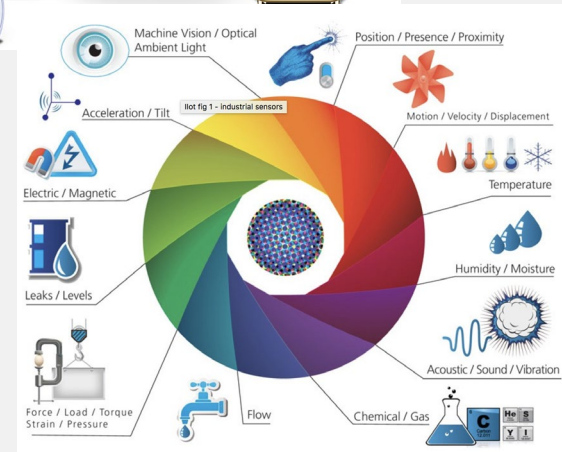 Machine Vision / Optical
Ambient Light
Position / Presence / Proximity
Acceleration / Tilt
IIot fig 1 - industrial sensors
Motion / Velocity / Displacement
Electric / Magnetic
Temperature
Leaks / Levels
Humidity / Moisture
Acoustic / Sound / Vibration
Force / Load / Torque
Strain / Pressure
Flow
Chemical / Gas
C
He S
Y I